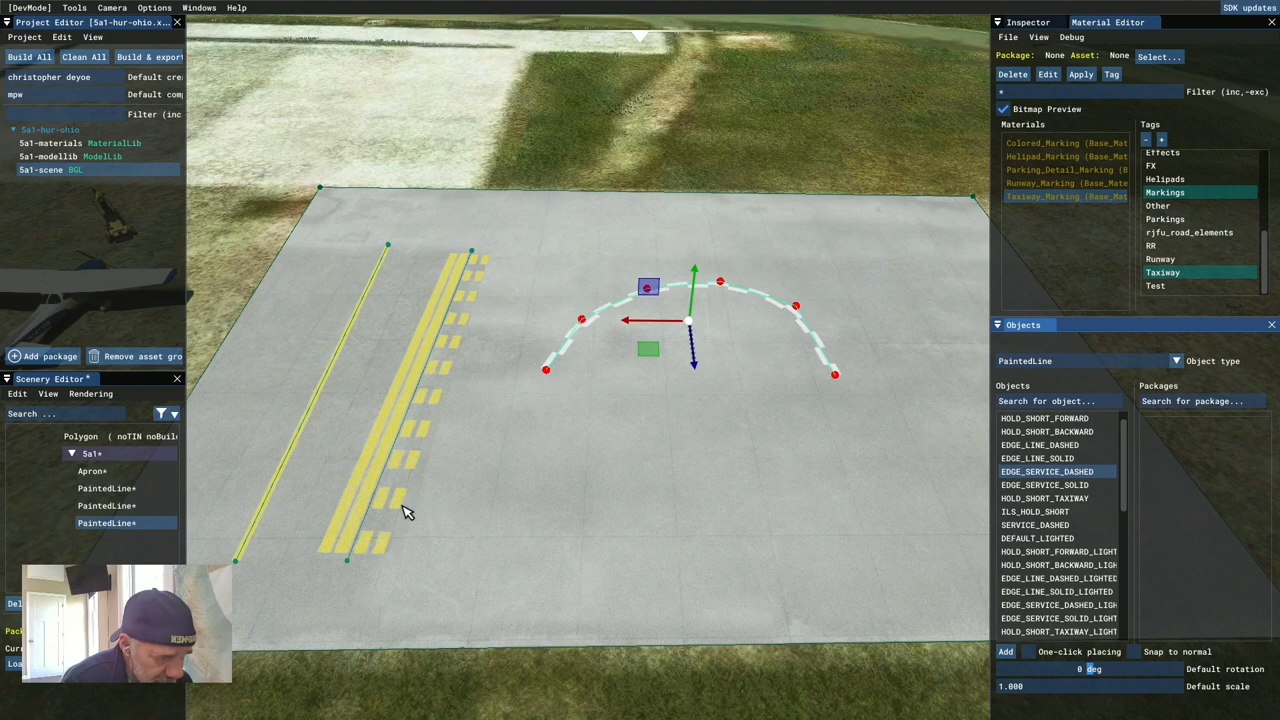 [DevMode] Tools Camera Options Windows Help SDK updates
Project Editor [5a1-hur-ohio.x...
Project Edit View
Build All Clean All Build & export
christopher deyoe Default cre
mpw Default com
Filter (inc
5a1-hur-ohio
5a1-materials MaterialLib
5a1-modellib ModelLib
5a1-scene BGL
Add package Remove asset gro
Scenery Editor*
Edit View Rendering
Search ...
Polygon ( noTIN noBuil
5a1*
Apron*
PaintedLine*
PaintedLine*
PaintedLine*
Del
Pac
Curr
Loa
Inspector Material Editor
File View Debug
Package: None Asset: None Select...
Delete Edit Apply Tag
* Filter (inc,-exc)
Bitmap Preview
Materials
Colored_Marking (Base_Mat
Helipad_Marking (Base_Mat
Parking_Detail_Marking (B
Runway_Marking (Base_Mate
Taxiway_Marking (Base_Mat
Tags
- +
Effects
FX
Helipads
Markings
Other
Parkings
rjfu_road_elements
RR
Runway
Taxiway
Test
Objects
PaintedLine Object type
Objects Packages
Search for object... Search for package...
HOLD_SHORT_FORWARD
HOLD_SHORT_BACKWARD
EDGE_LINE_DASHED
EDGE_LINE_SOLID
EDGE_SERVICE_DASHED
EDGE_SERVICE_SOLID
HOLD_SHORT_TAXIWAY
ILS_HOLD_SHORT
SERVICE_DASHED
DEFAULT_LIGHTED
HOLD_SHORT_FORWARD_LIGHT
HOLD_SHORT_BACKWARD_LIGH
EDGE_LINE_DASHED_LIGHTED
EDGE_LINE_SOLID_LIGHTED
EDGE_SERVICE_DASHED_LIGH
EDGE_SERVICE_SOLID_LIGHT
HOLD_SHORT_TAXIWAY_LIGHT
Add One-click placing Snap to normal
0 deg Default rotation
1.000 Default scale